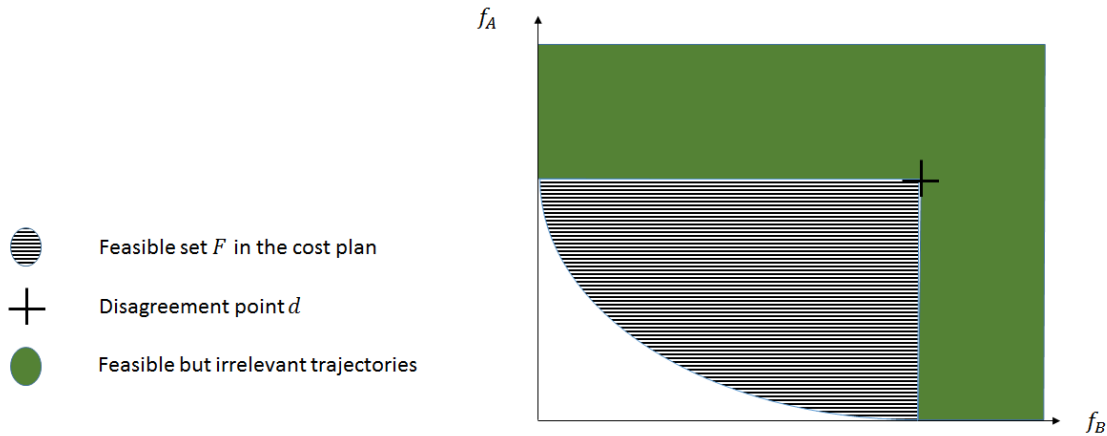 f_A
Feasible set F in the cost plan
Disagreement point d
Feasible but irrelevant trajectories
f_B